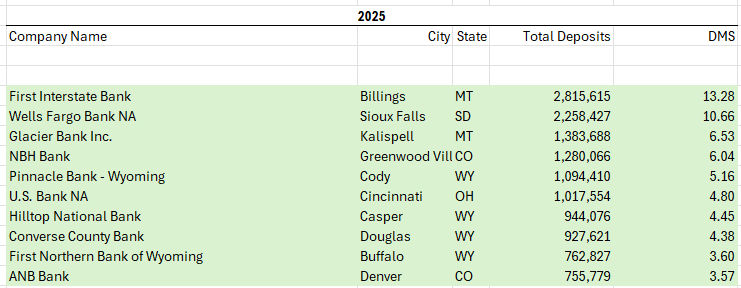 2025
Company Name City State Total Deposits DMS
First Interstate Bank Billings MT 2,815,615 13.28
Wells Fargo Bank NA Sioux Falls SD 2,258,427 10.66
Glacier Bank Inc. Kalispell MT 1,383,688 6.53
NBH Bank Greenwood Vill CO 1,280,066 6.04
Pinnacle Bank - Wyoming Cody WY 1,094,410 5.16
U.S. Bank NA Cincinnati OH 1,017,554 4.80
Hilltop National Bank Casper WY 944,076 4.45
Converse County Bank Douglas WY 927,621 4.38
First Northern Bank of Wyoming Buffalo WY 762,827 3.60
ANB Bank Denver CO 755,779 3.57